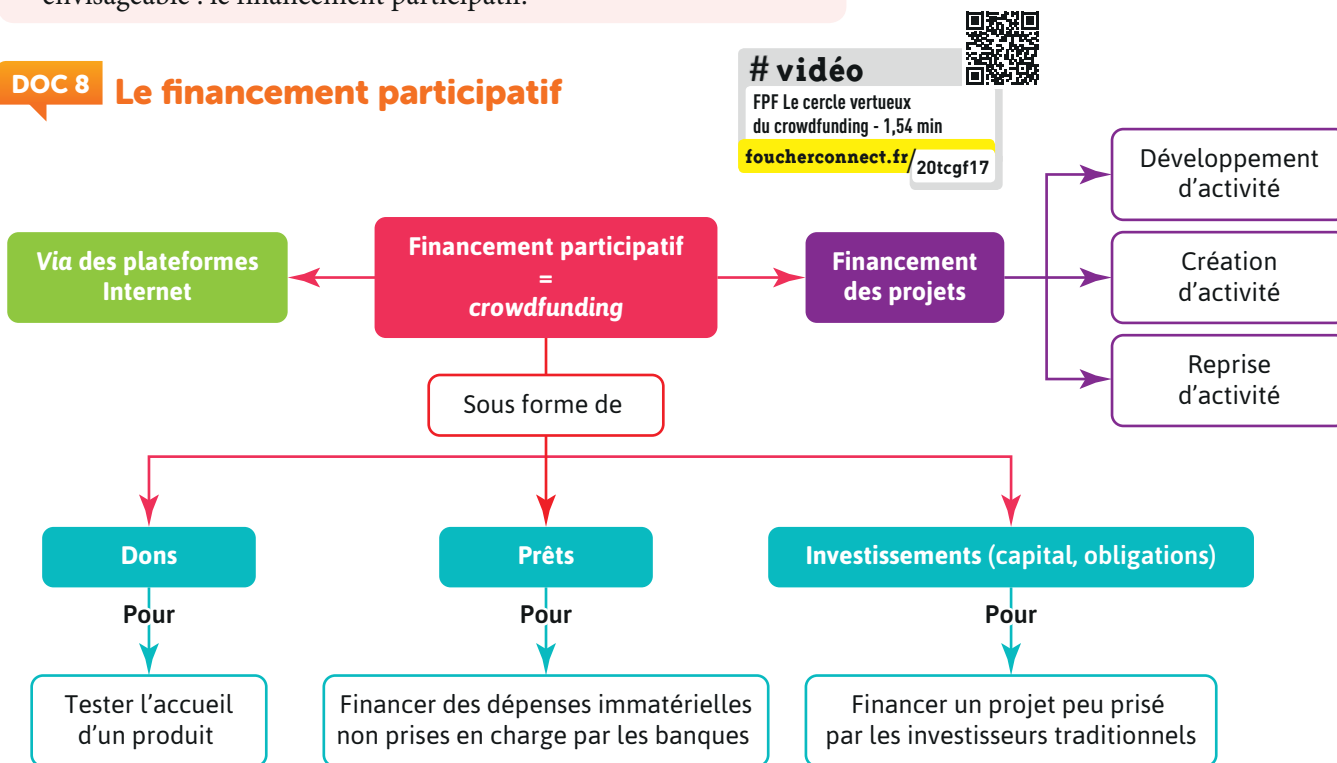 envisageable : le financement participatif.
DOC 8 Le financement participatif
# vidéo
FPF Le cercle vertueux
du crowdfunding - 1,54 min
foucherconnect.fr/20tcgf17
Via des plateformes
Internet
Financement participatif
=
crowdfunding
Financement
des projets
Développement
d'activité
Création
d'activité
Reprise
d'activité
Sous forme de
Dons
Pour
Tester l'accueil
d'un produit
Prêts
Pour
Financer des dépenses immatérielles
non prises en charge par les banques
Investissements (capital, obligations)
Pour
Financer un projet peu prisé
par les investisseurs traditionnels